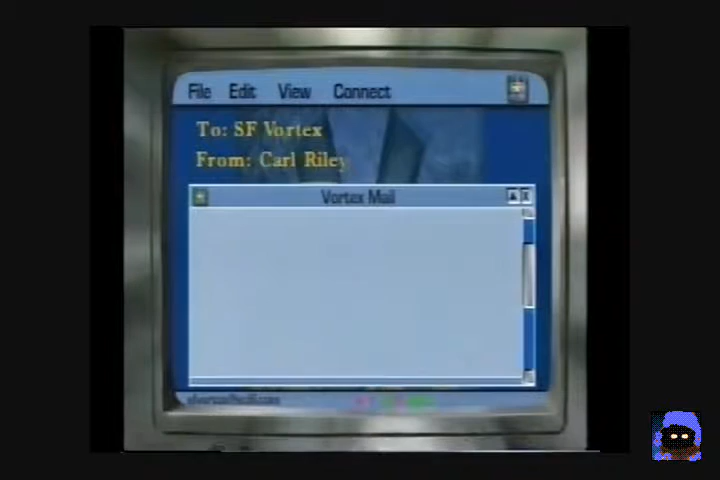 File Edit View Connect
To: SF Vortex
From: Carl Riley
Vortex Mail